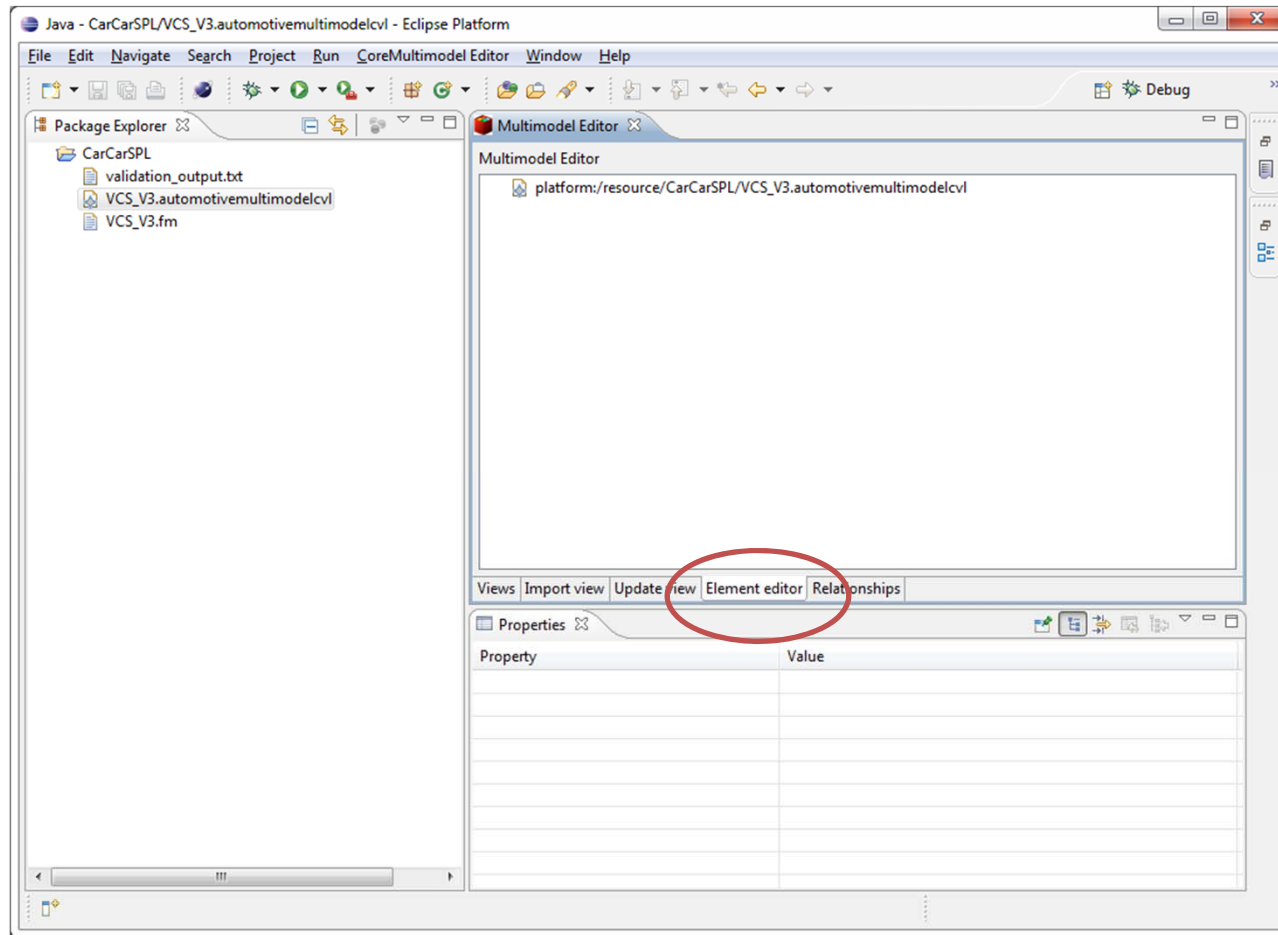 Java - CarCarSPL/VCS_V3.automotivemultimodelcvl - Eclipse Platform
File Edit Navigate Search Project Run CoreMultimodel Editor Window Help
Debug
Package Explorer
CarCarSPL
validation_output.txt
VCS_V3.automotivemultimodelcvl
VCS_V3.fm
Multimodel Editor
Multimodel Editor
platform:/resource/CarCarSPL/VCS_V3.automotivemultimodelcvl
Views Import view Update view Element editor Relationships
Properties
Property Value